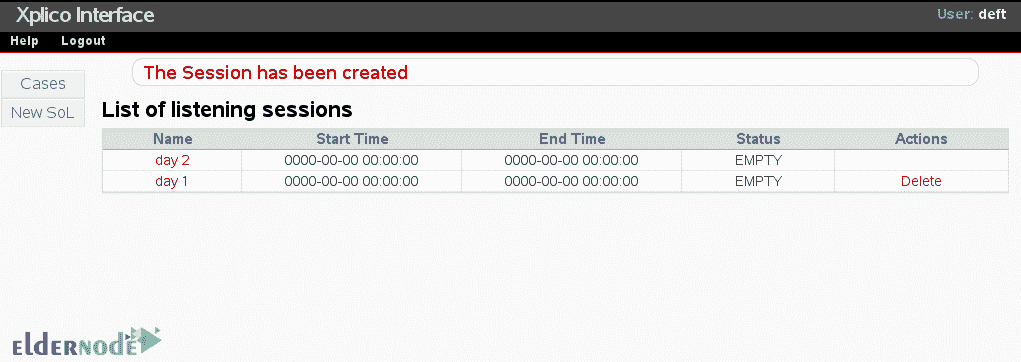 Xplico Interface User: deft
Help Logout
The Session has been created
Cases
New SoL
List of listening sessions
Name Start Time End Time Status Actions
day 2 0000-00-00 00:00:00 0000-00-00 00:00:00 EMPTY
day 1 0000-00-00 00:00:00 0000-00-00 00:00:00 EMPTY Delete
ELDERNODE